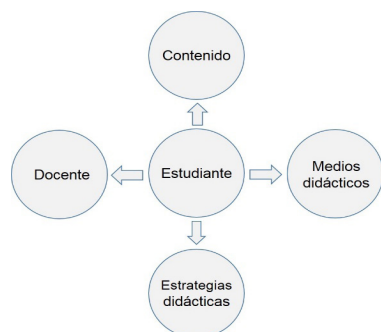 Contenido
Docente
Estudiante
Medios
didácticos
Estrategias
didácticas